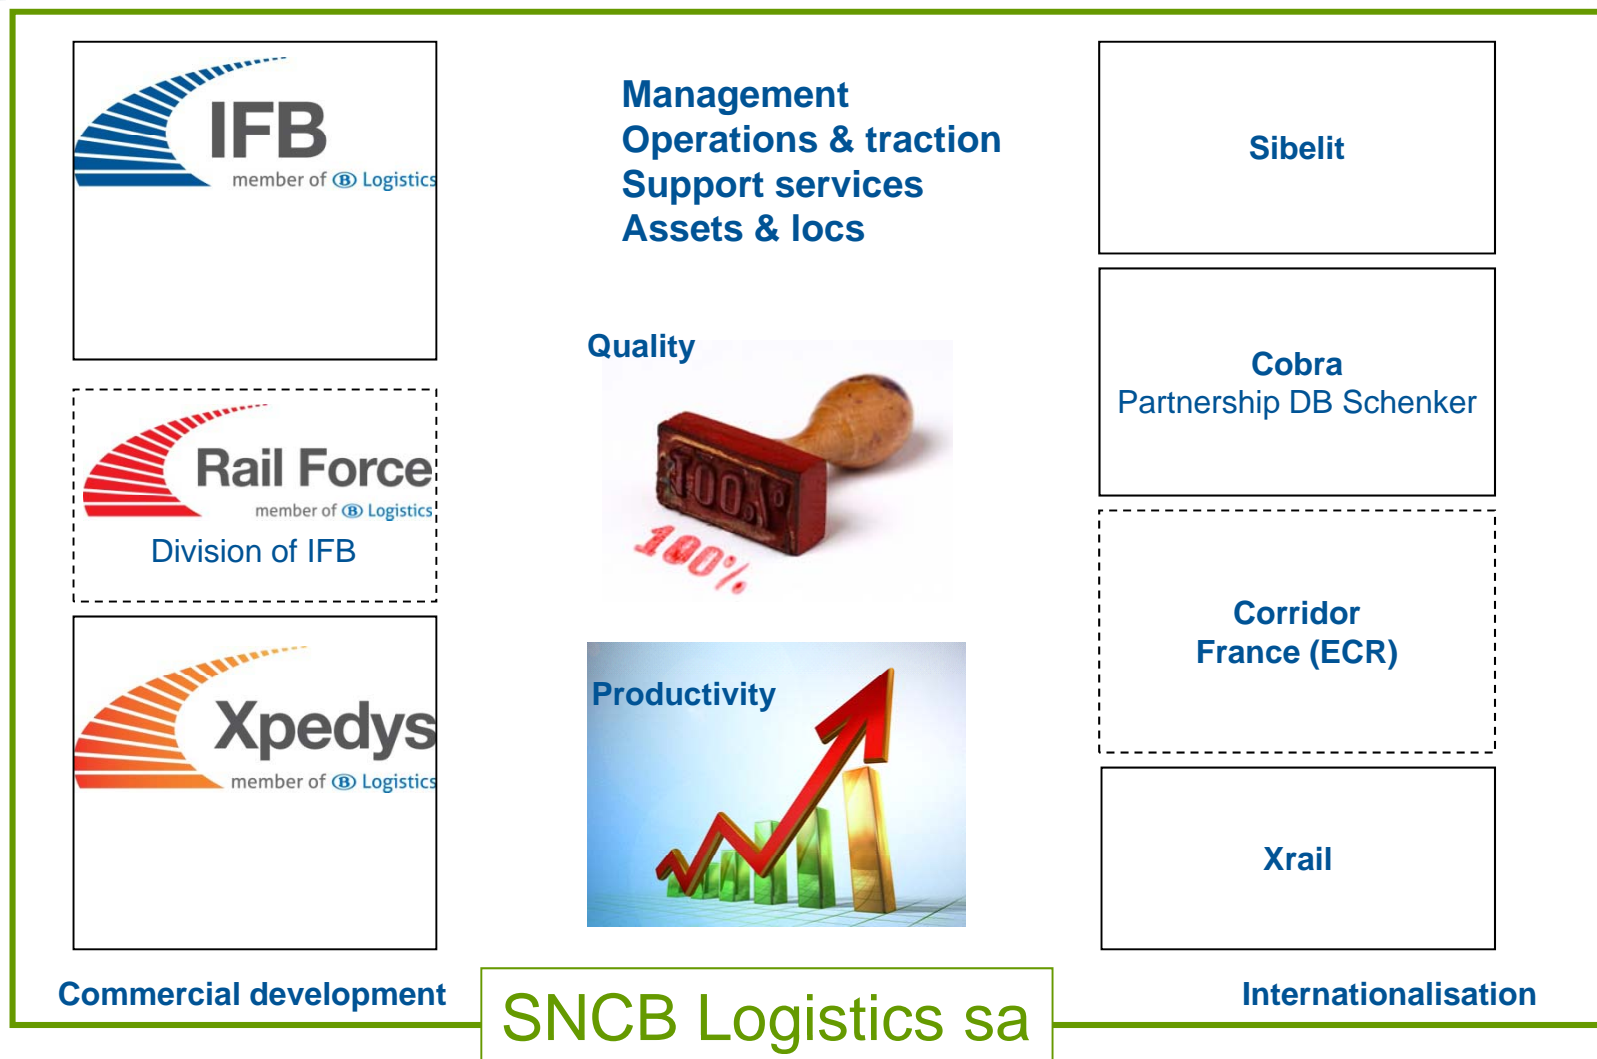 IFB
member of B Logistics
Rail Force
member of B Logistics
Division of IFB
Xpedys
member of B Logistics
Commercial development
Management
Operations & traction
Support services
Assets & locs
Quality
100%
100%
Productivity
SNCB Logistics sa
Sibelit
Cobra
Partnership DB Schenker
Corridor
France (ECR)
Xrail
Internationalisation